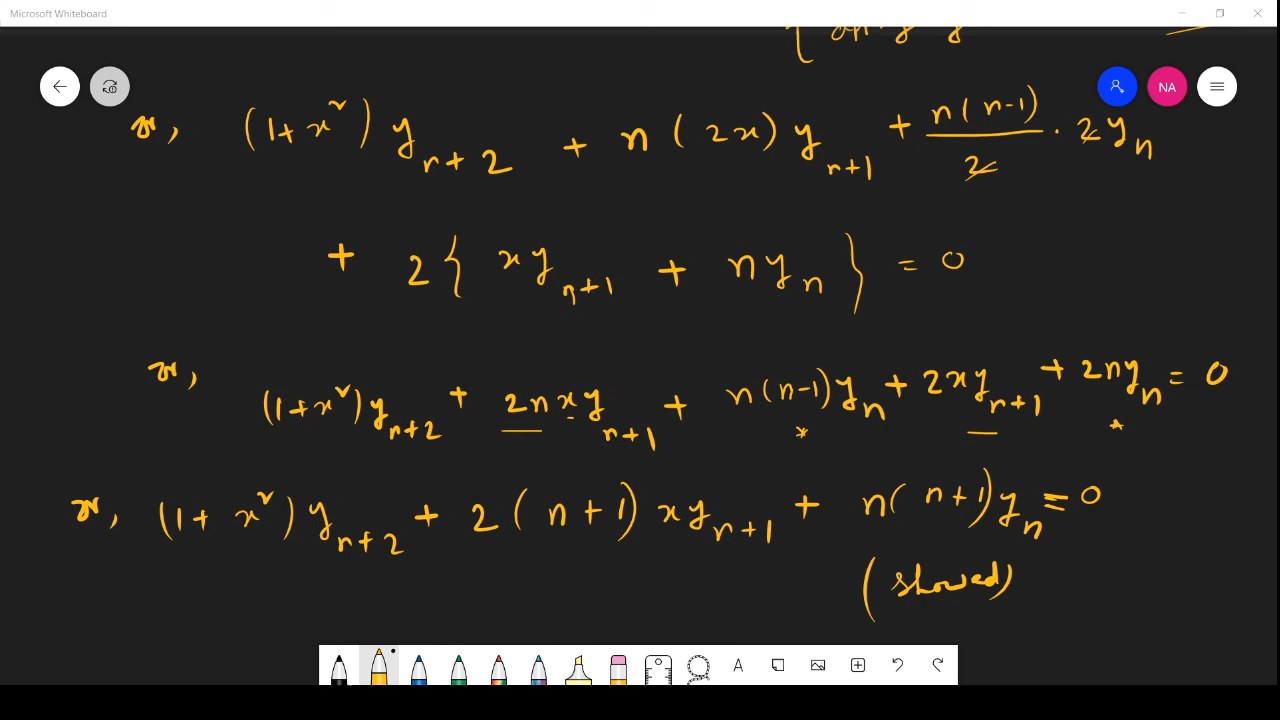 Microsoft Whiteboard
NA
or, (1+x²) y_{n+2} + n(2x) y_{n+1} + \frac{n(n-1)}{2} · 2y_n
+ 2{ xy_{n+1} + ny_n } = 0
or, (1+x²) y_{n+2} + 2nxy_{n+1} + n(n-1)y_n + 2xy_{n+1} + 2ny_n = 0
or, (1+x²) y_{n+2} + 2(n+1) xy_{n+1} + n(n+1)y_n = 0
(showed)